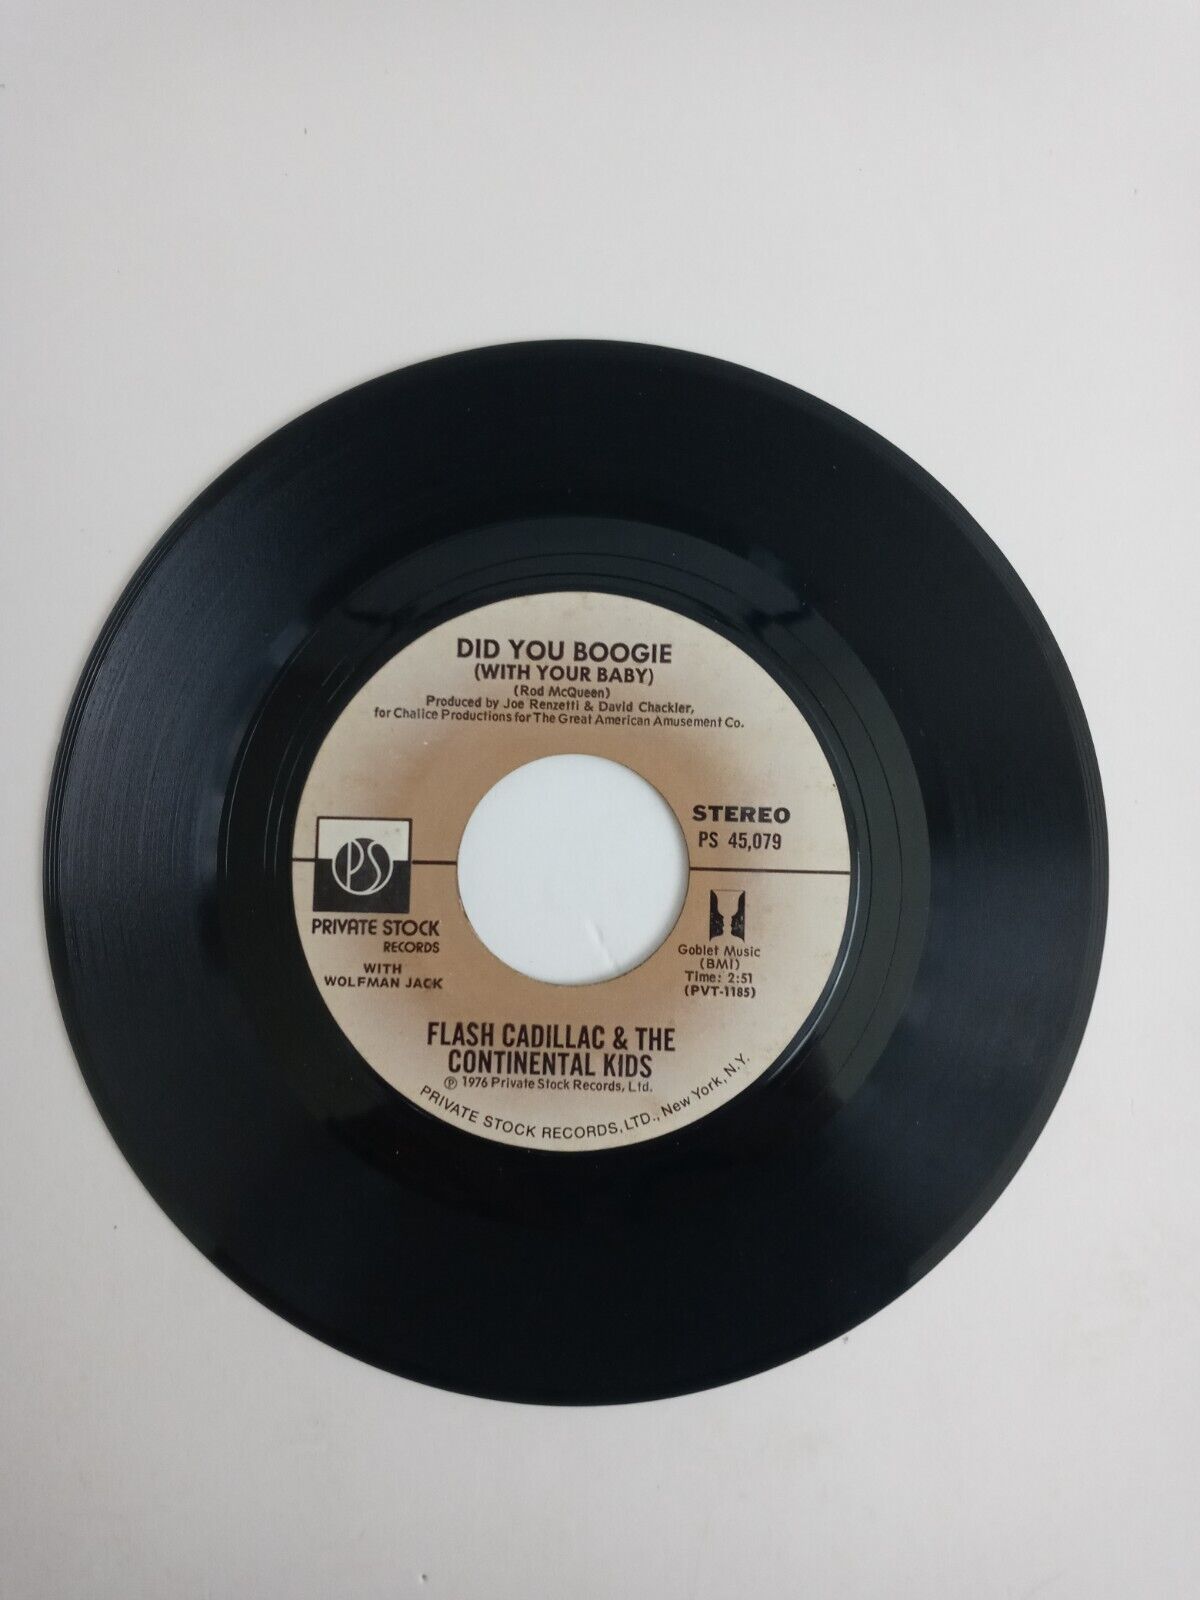 DID YOU BOOGIE
(WITH YOUR BABY)
(Rod McQueen)
Produced by Joe Renzetti & David Chackler,
for Chalice Productions for The Great American Amusement Co.
STEREO
PS 45,079
PS
PRIVATE STOCK
RECORDS
WITH
WOLFMAN JACK
Goblet Music
(BMI)
Time: 2:51
(PVT-1185)
FLASH CADILLAC & THE
CONTINENTAL KIDS
℗ 1976 Private Stock Records, Ltd.
PRIVATE STOCK RECORDS, LTD., New York, N.Y.